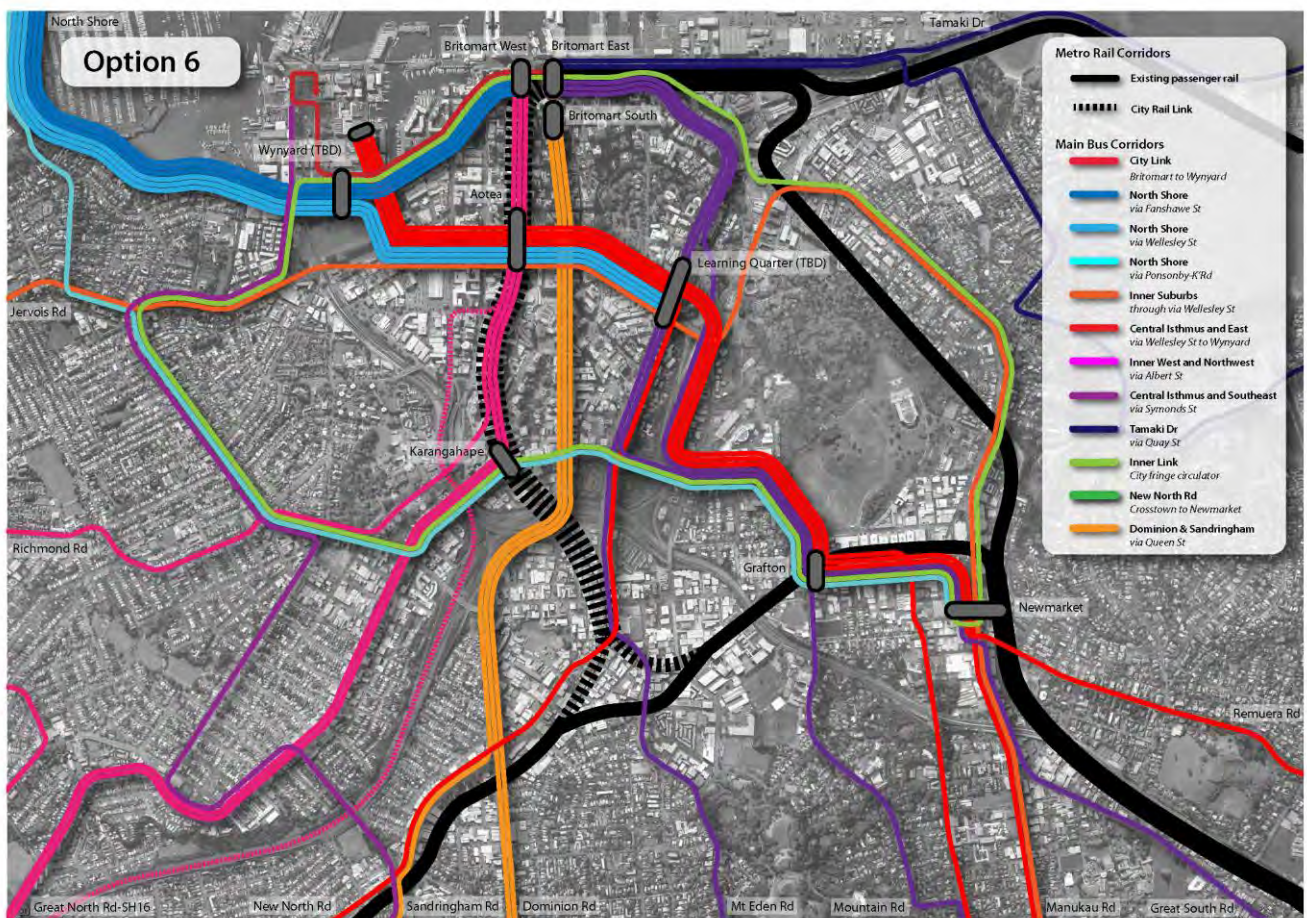 North Shore
Option 6
Britomart West
Britomart East
Tamaki Dr
Britomart South
Wynyard (TBD)
Aotea
Learning Quarter (TBD)
Jervois Rd
Karangahape
Richmond Rd
Grafton
Newmarket
Remuera Rd
Great North Rd-SH16
New North Rd
Sandringham Rd
Dominion Rd
Mt Eden Rd
Mountain Rd
Manukau Rd
Great South Rd
Metro Rail Corridors
Existing passenger rail
City Rail Link
Main Bus Corridors
City Link
Britomart to Wynyard
North Shore
via Fanshawe St
North Shore
via Wellesley St
North Shore
via Ponsonby-K'Rd
Inner Suburbs
through via Wellesley St
Central Isthmus and East
via Wellesley St to Wynyard
Inner West and Northwest
via Albert St
Central Isthmus and Southeast
via Symonds St
Tamaki Dr
via Quay St
Inner Link
City fringe circulator
New North Rd
Crosstown to Newmarket
Dominion & Sandringham
via Queen St